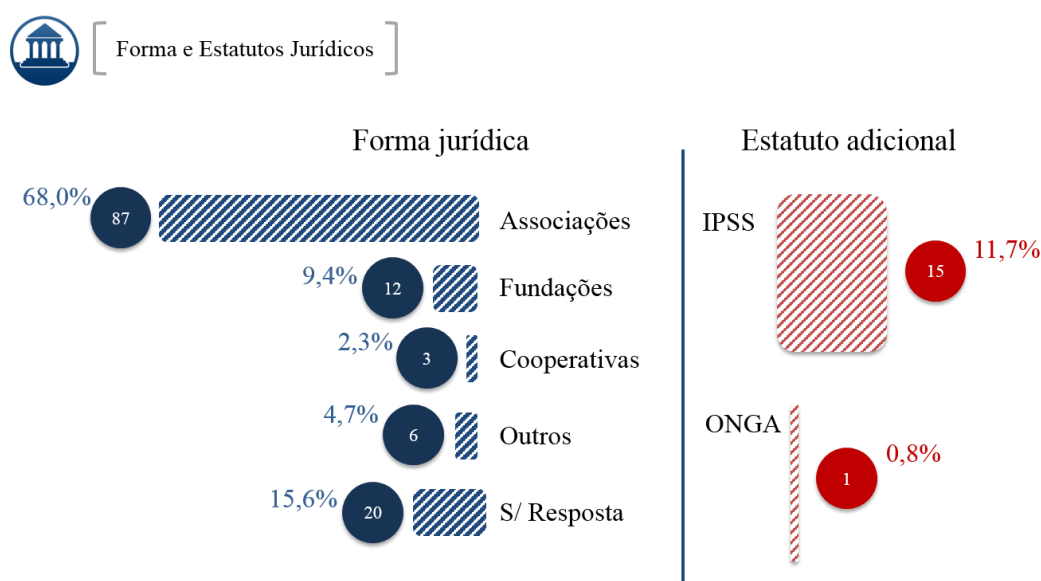 Forma e Estatutos Jurídicos
Forma jurídica
68,0%
87
Associações
9,4%
12
Fundações
2,3%
3
Cooperativas
4,7%
6
Outros
15,6%
20
S/ Resposta
Estatuto adicional
IPSS
15
11,7%
ONGA
1
0,8%